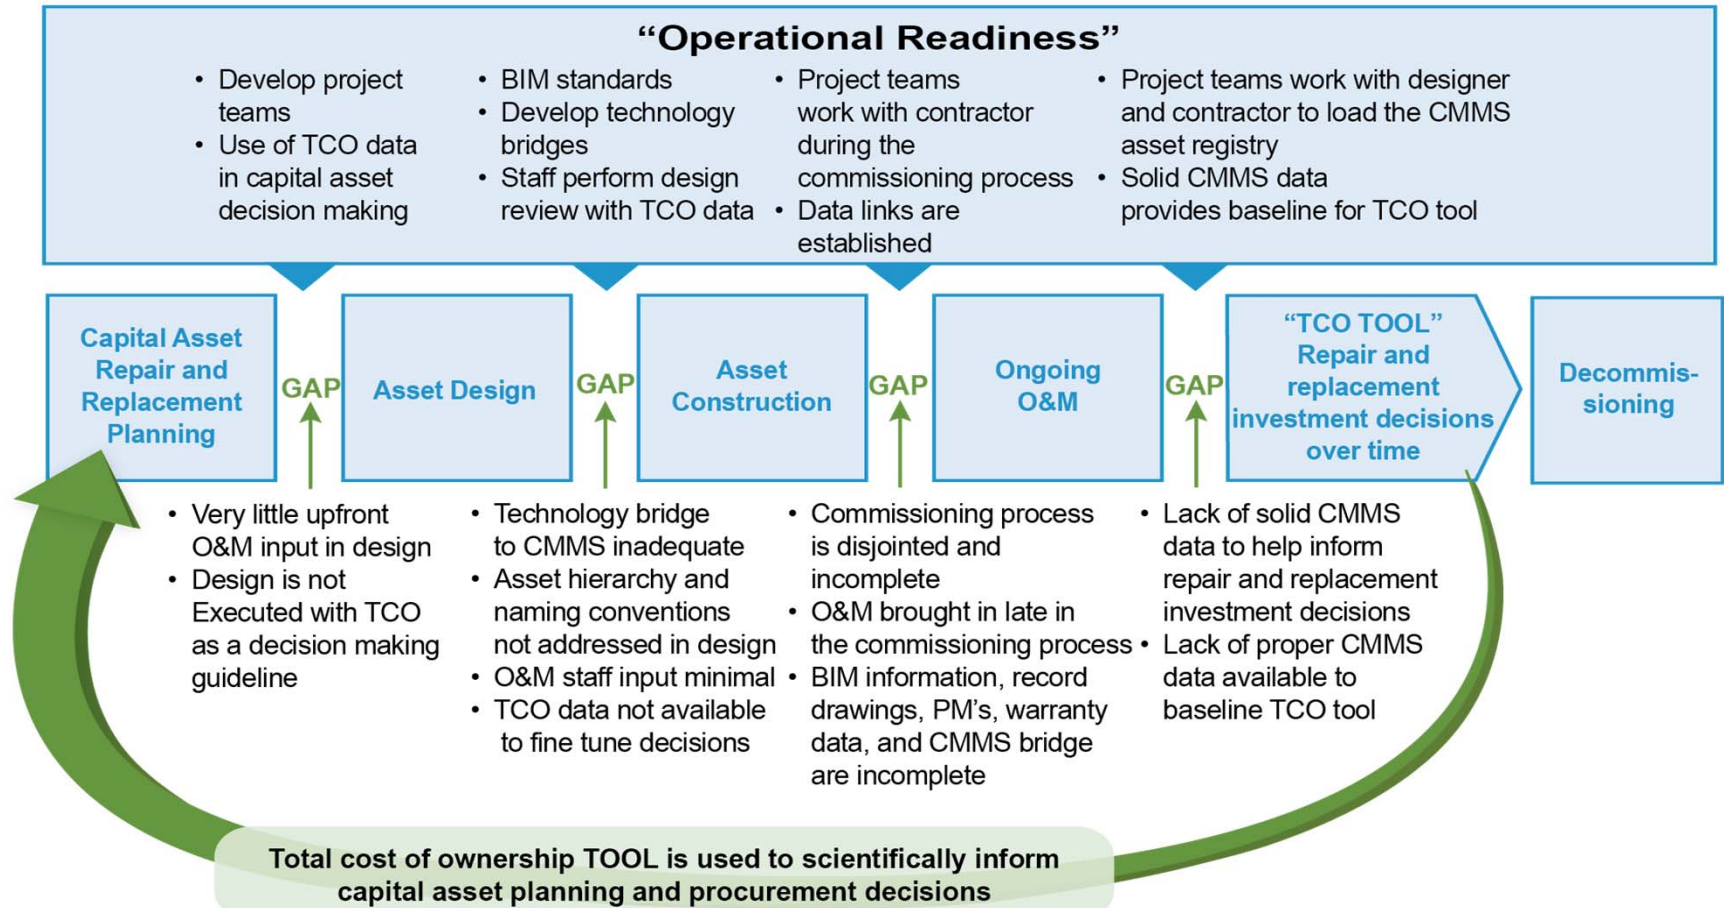 “Operational Readiness”
• Develop project
teams
• Use of TCO data
in capital asset
decision making
• BIM standards
• Develop technology
bridges
• Staff perform design
review with TCO data
• Project teams
work with contractor
during the
commissioning process
• Data links are
established
• Project teams work with designer
and contractor to load the CMMS
asset registry
• Solid CMMS data
provides baseline for TCO tool
Capital Asset
Repair and
Replacement
Planning
GAP
Asset Design
GAP
Asset
Construction
GAP
Ongoing
O&M
GAP
“TCO TOOL”
Repair and
replacement
investment decisions
over time
Decommis-
sioning
• Very little upfront
O&M input in design
• Design is not
Executed with TCO
as a decision making
guideline
• Technology bridge
to CMMS inadequate
• Asset hierarchy and
naming conventions
not addressed in design
• O&M staff input minimal
• TCO data not available
to fine tune decisions
• Commissioning process
is disjointed and
incomplete
• O&M brought in late in
the commissioning process
• BIM information, record
drawings, PM’s, warranty
data, and CMMS bridge
are incomplete
• Lack of solid CMMS
data to help inform
repair and replacement
investment decisions
• Lack of proper CMMS
data available to
baseline TCO tool
Total cost of ownership TOOL is used to scientifically inform
capital asset planning and procurement decisions